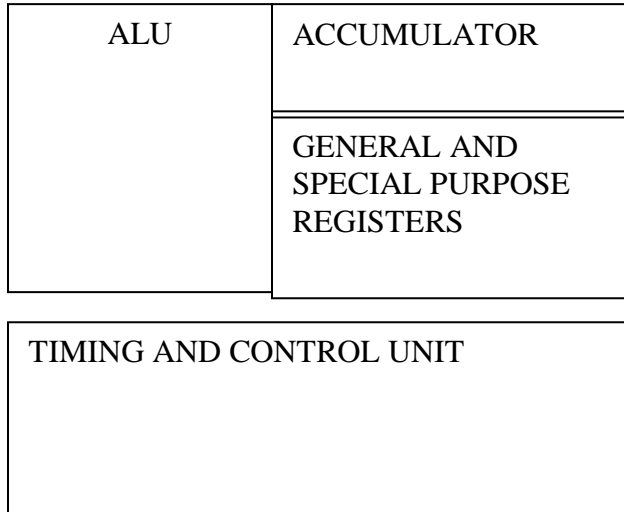 ALU
ACCUMULATOR
GENERAL AND
SPECIAL PURPOSE
REGISTERS
TIMING AND CONTROL UNIT